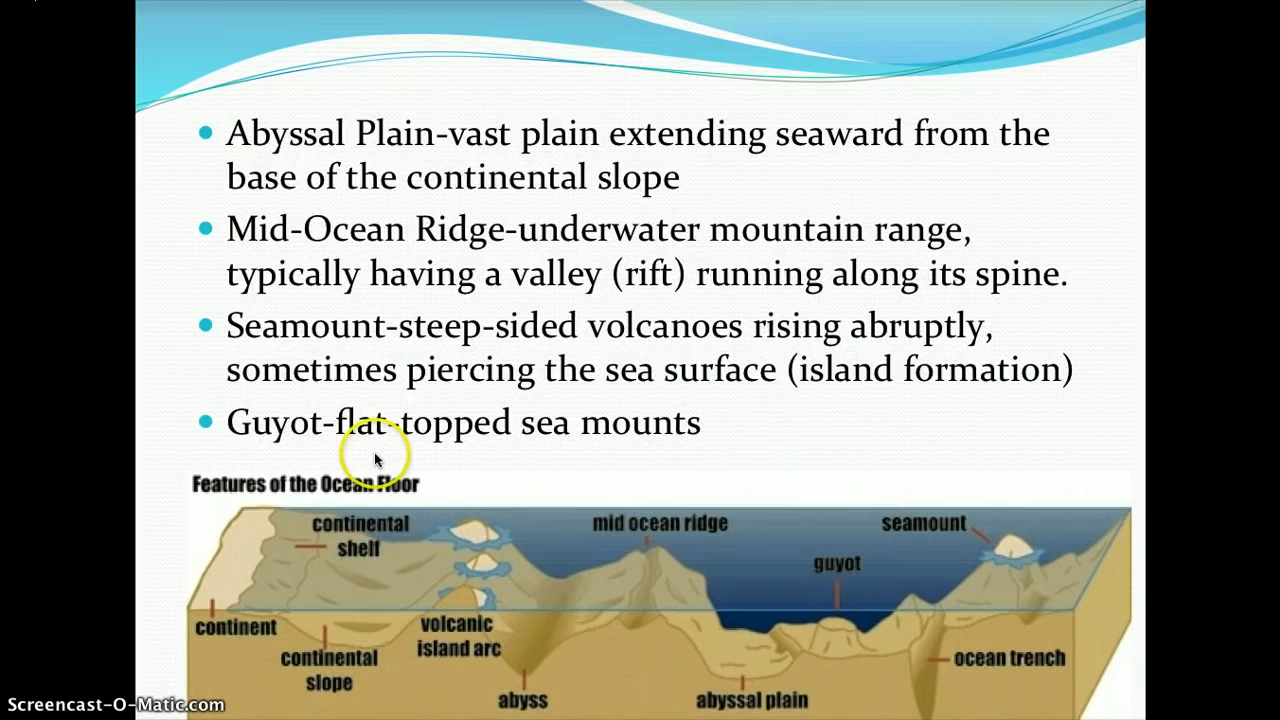 Abyssal Plain-vast plain extending seaward from the
base of the continental slope
Mid-Ocean Ridge-underwater mountain range,
typically having a valley (rift) running along its spine.
Seamount-steep-sided volcanoes rising abruptly,
sometimes piercing the sea surface (island formation)
Guyot-flat-topped sea mounts
Features of the Ocean Floor
continental
shelf
mid ocean ridge
seamount
guyot
continent
volcanic
island arc
continental
slope
ocean trench
abyss
abyssal plain
Screencast-O-Matic.com